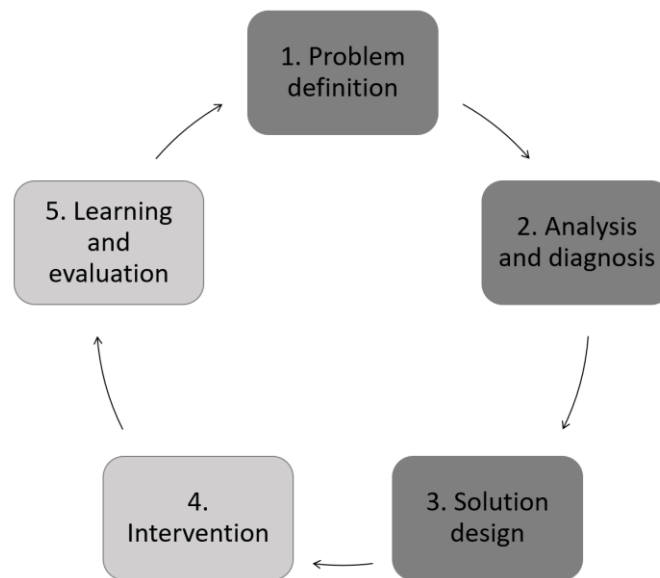 1. Problem
definition
2. Analysis
and diagnosis
3. Solution
design
4.
Intervention
5. Learning
and
evaluation